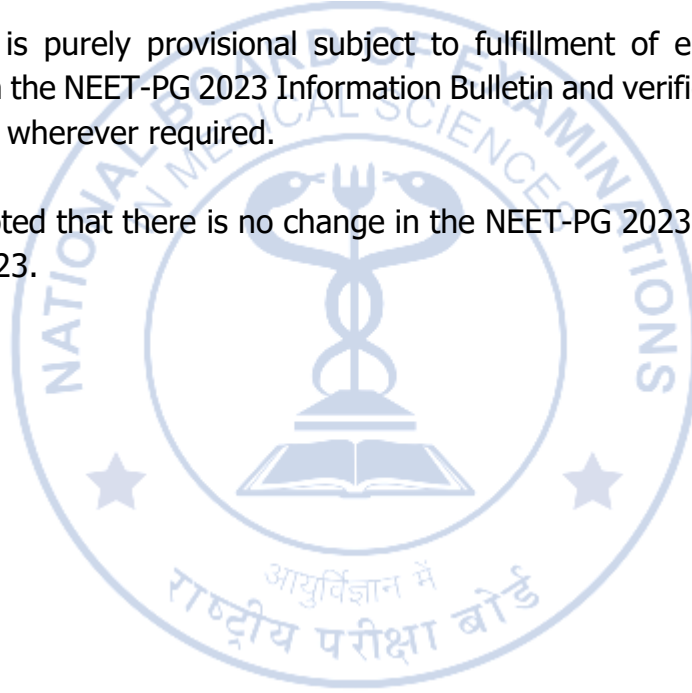 is purely provisional subject to fulfillment of e
the NEET-PG 2023 Information Bulletin and verifi
wherever required.
ted that there is no change in the NEET-PG 2023
23.
NATIONAL BOARD OF EXAMINATIONS
IN MEDICAL SCIENCES
आयुर्विज्ञान में
राष्ट्रीय परीक्षा बोर्ड